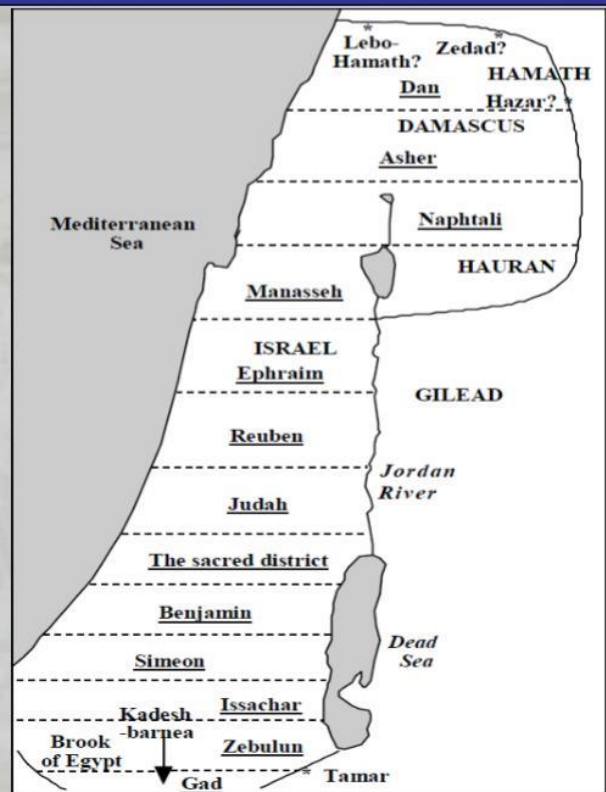 Lebo-
Hamath?
Zedad?
HAMATH
Dan
Hazar?
DAMASCUS
Asher
Mediterranean
Sea
Naphtali
HAURAN
Manasseh
ISRAEL
Ephraim
GILEAD
Reuben
Jordan
River
Judah
The sacred district
Benjamin
Dead
Sea
Simeon
Issachar
Kadesh
-barnea
Brook
of Egypt
Zebulun
Tamar
Gad